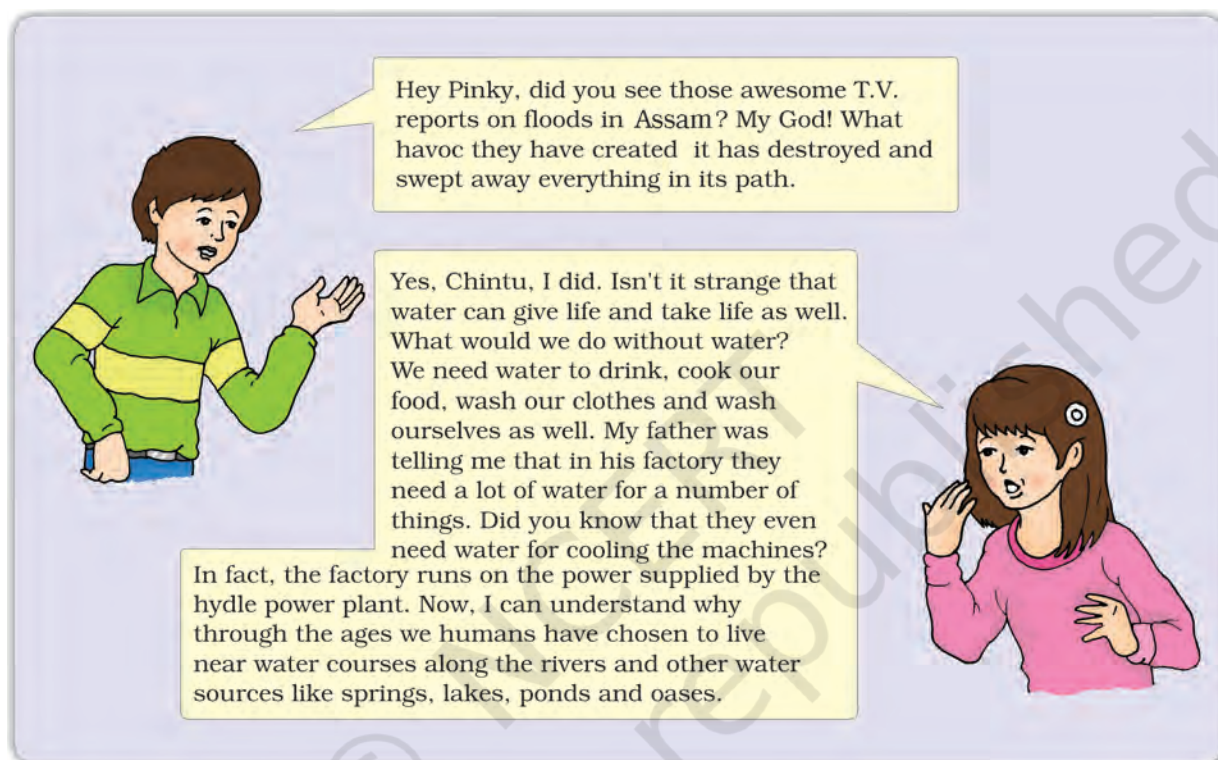 Hey Pinky, did you see those awesome T.V.
reports on floods in Assam? My God! What
havoc they have created it has destroyed and
swept away everything in its path.
Yes, Chintu, I did. Isn't it strange that
water can give life and take life as well.
What would we do without water?
We need water to drink, cook our
food, wash our clothes and wash
ourselves as well. My father was
telling me that in his factory they
need a lot of water for a number of
things. Did you know that they even
need water for cooling the machines?
In fact, the factory runs on the power supplied by the
hydle power plant. Now, I can understand why
through the ages we humans have chosen to live
near water courses along the rivers and other water
sources like springs, lakes, ponds and oases.
© NCERT
republished